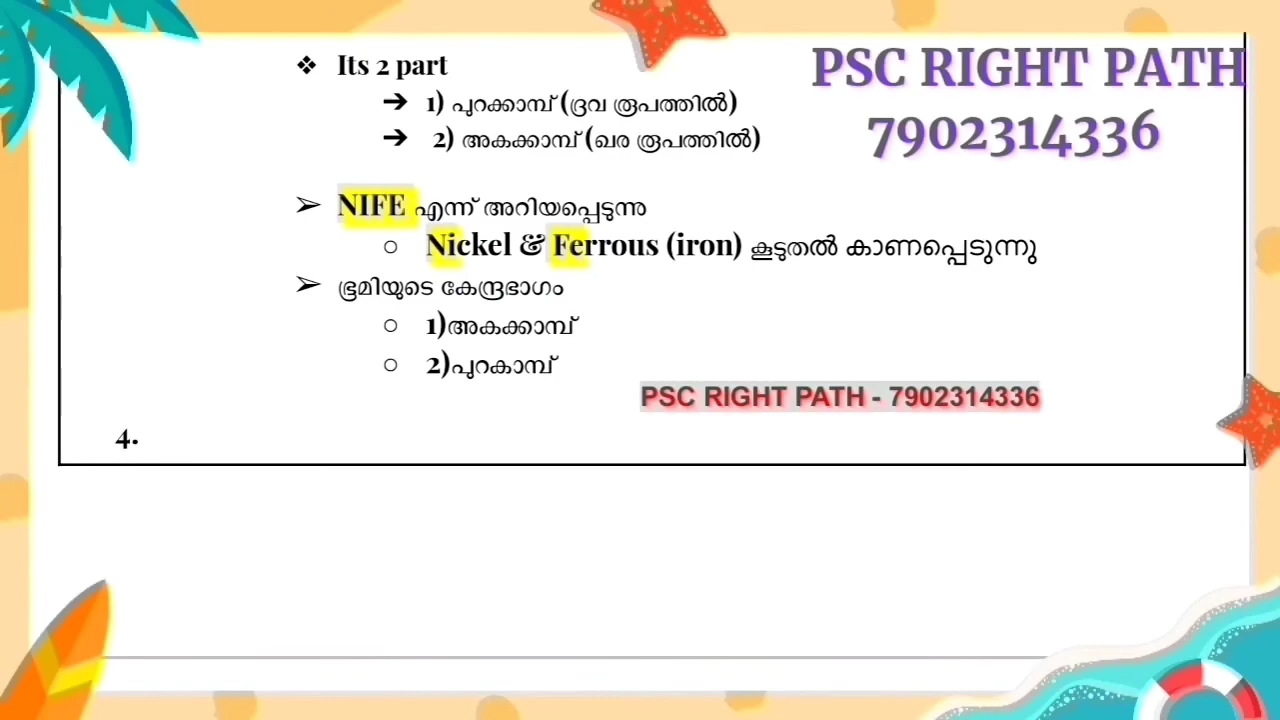 ❖ Its 2 part
PSC RIGHT PATH
7902314336
➔ 1) പുറക്കാമ്പ് (ദ്രവ രൂപത്തിൽ)
➔ 2) അകക്കാമ്പ് (ഖര രൂപത്തിൽ)
➢ NIFE എന്ന് അറിയപ്പെടുന്നു
○ Nickel & Ferrous (iron) കൂടുതൽ കാണപ്പെടുന്നു
➢ ഭൂമിയുടെ കേന്ദ്രഭാഗം
○ 1)അകക്കാമ്പ്
○ 2)പുറകാമ്പ്
PSC RIGHT PATH - 7902314336
4.